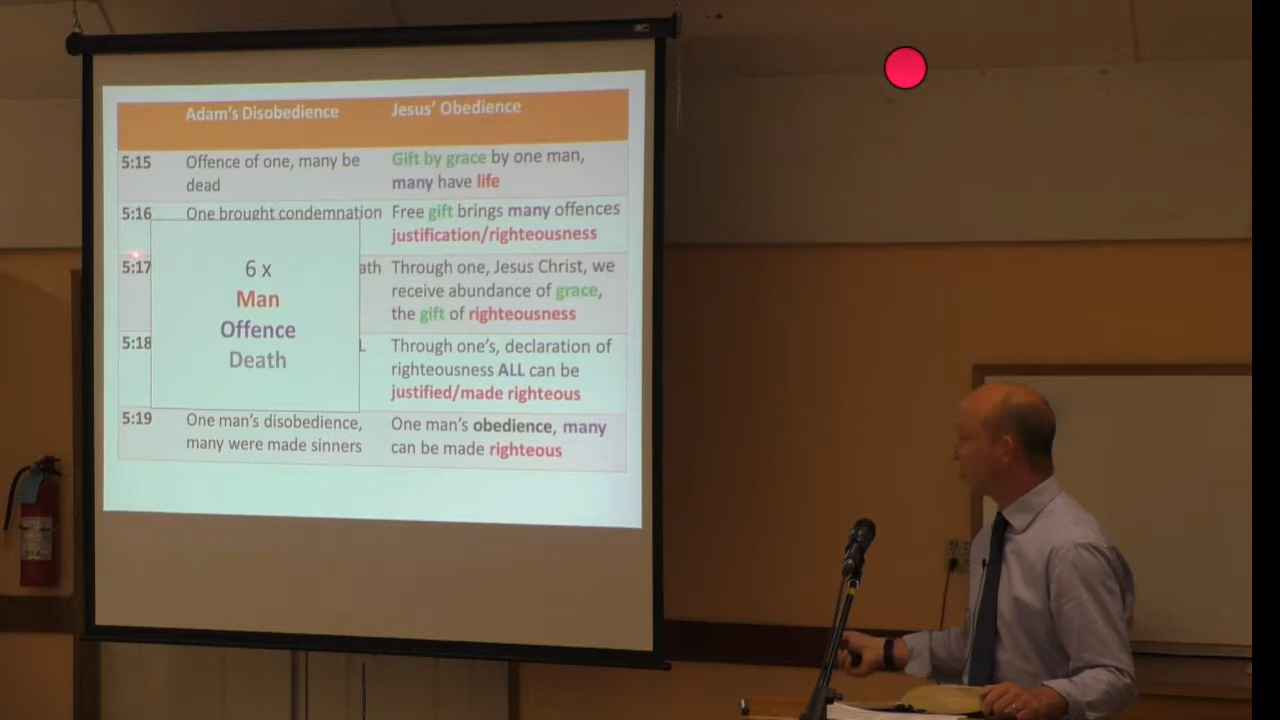 Adam's Disobedience Jesus' Obedience
5:15 Offence of one, many be dead
Gift by grace by one man,
many have life
5:16 One brought condemnation
Free gift brings many offences
justification/righteousness
5:17 ath
Through one, Jesus Christ, we
receive abundance of grace,
the gift of righteousness
5:18 L
Through one's, declaration of
righteousness ALL can be
justified/made righteous
5:19 One man's disobedience,
many were made sinners
One man's obedience, many
can be made righteous
6 x
Man
Offence
Death